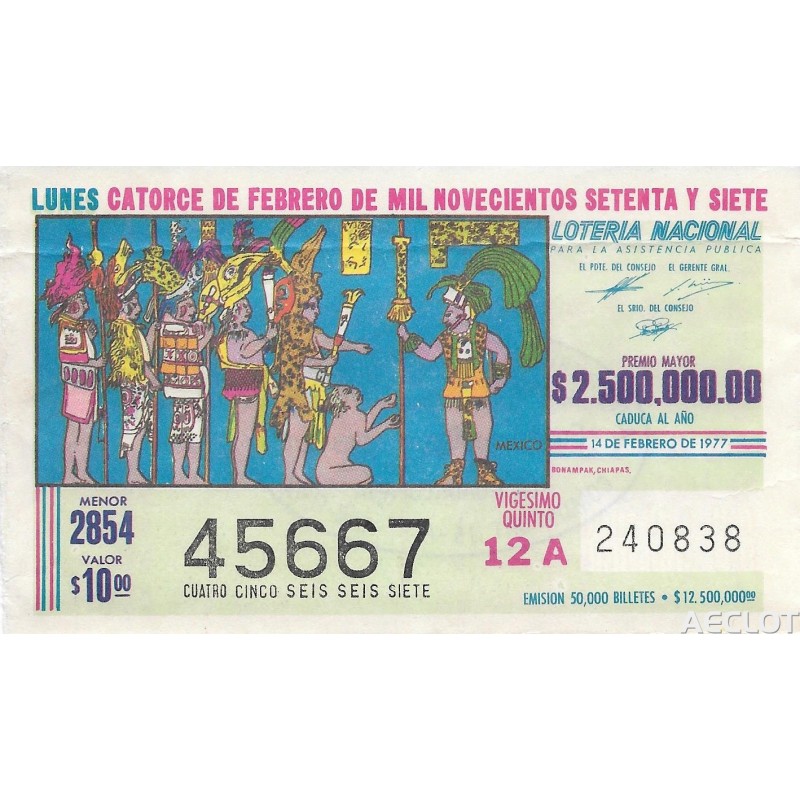 LUNES CATORCE DE FEBRERO DE MIL NOVECIENTOS SETENTA Y SIETE
LOTERIA NACIONAL
PARA LA ASISTENCIA PUBLICA
EL PDTE. DEL CONSEJO EL GERENTE GRAL.
EL SRIO. DEL CONSEJO
PREMIO MAYOR
$2.500,000.00
CADUCA AL AÑO
14 DE FEBRERO DE 1977
MEXICO
BONAMPAK, CHIAPAS.
MENOR
2854
VALOR
$10.00
45667
CUATRO CINCO SEIS SEIS SIETE
VIGESIMO
QUINTO
12 A
240838
EMISION 50,000 BILLETES • $12.500,000.00
AECLOT